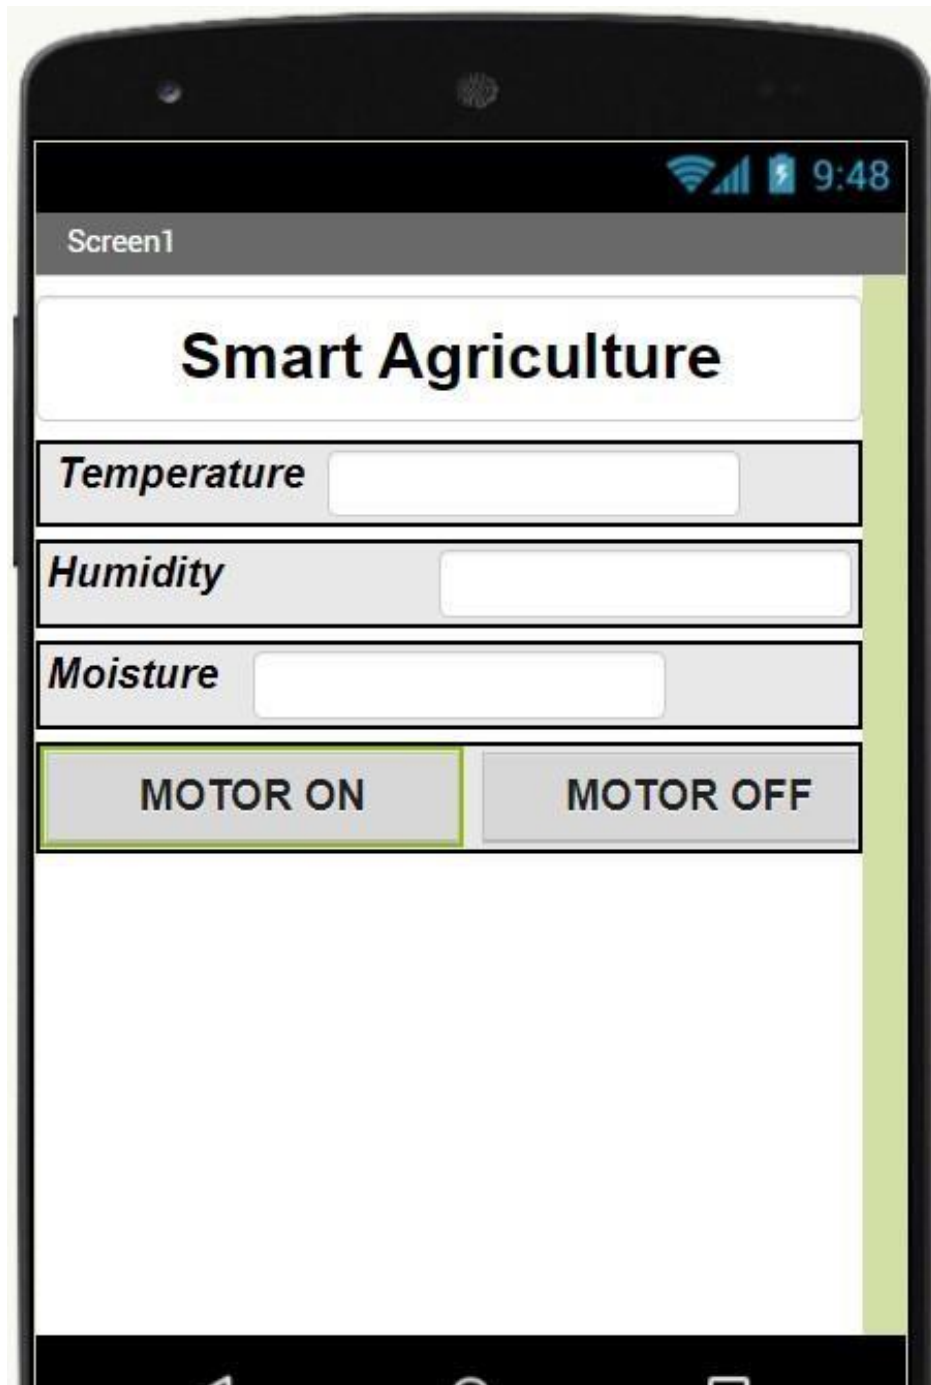 9:48
Screen1
Smart Agriculture
Temperature
Humidity
Moisture
MOTOR ON MOTOR OFF